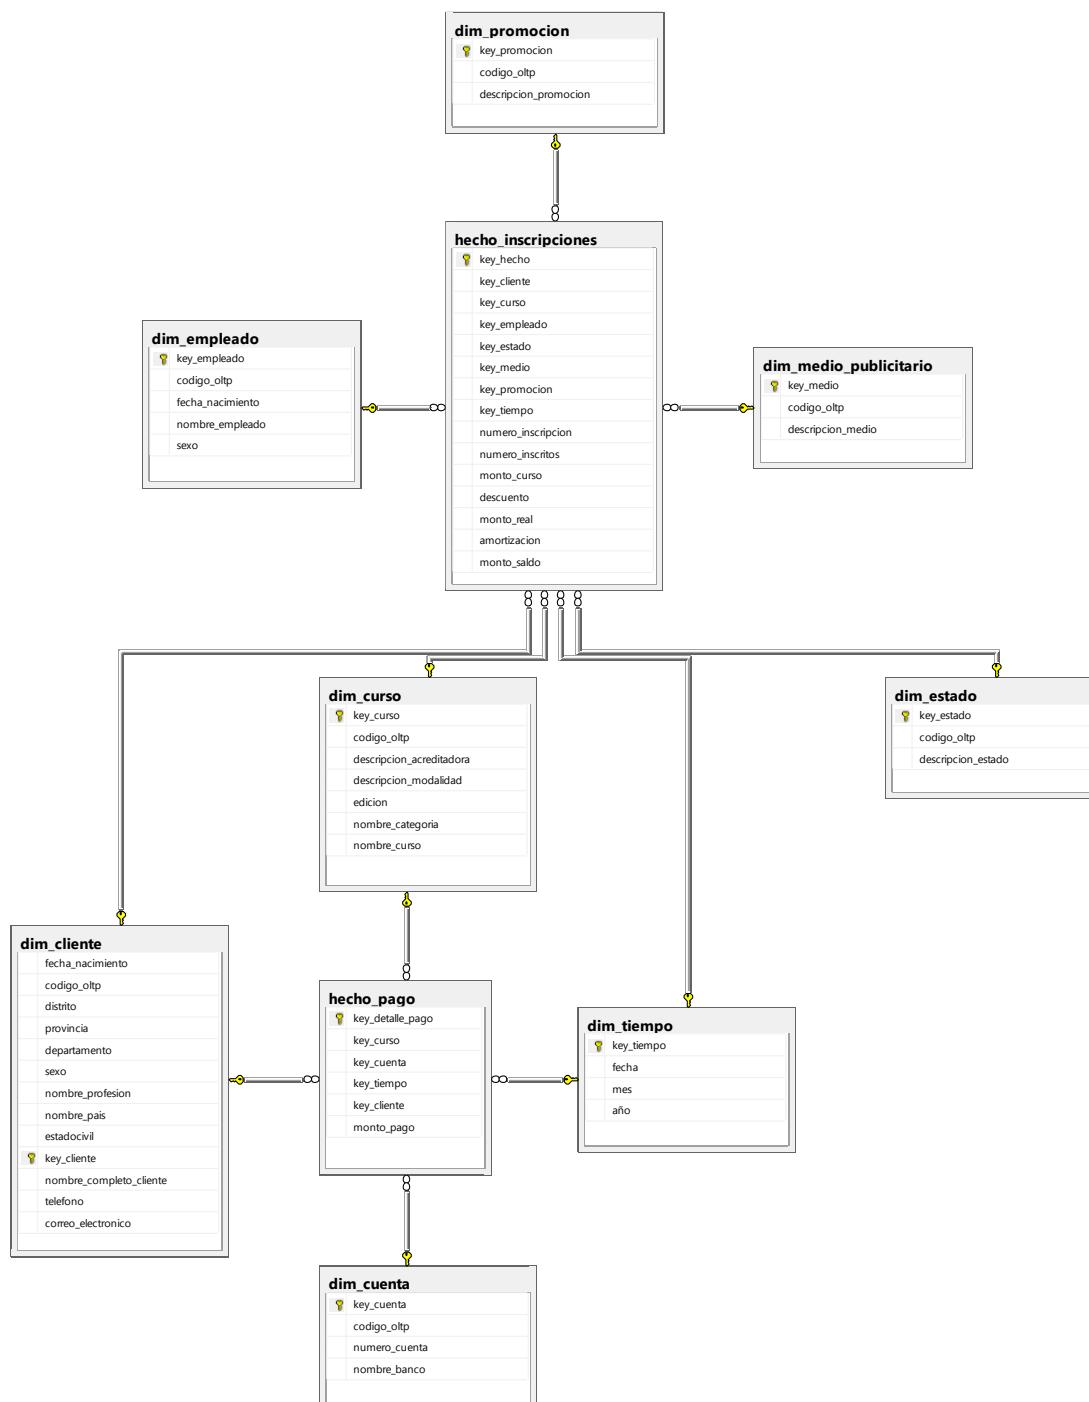 dim_promocion
key_promocion
codigo_oltp
descripcion_promocion
hecho_inscripciones
key_hecho
key_cliente
key_curso
key_empleado
key_estado
key_medio
key_promocion
key_tiempo
numero_inscripcion
numero_inscritos
monto_curso
descuento
monto_real
amortizacion
monto_saldo
dim_empleado
key_empleado
codigo_oltp
fecha_nacimiento
nombre_empleado
sexo
dim_medio_publicitario
key_medio
codigo_oltp
descripcion_medio
dim_curso
key_curso
codigo_oltp
descripcion_acreditadora
descripcion_modalidad
edicion
nombre_categoria
nombre_curso
dim_estado
key_estado
codigo_oltp
descripcion_estado
dim_cliente
fecha_nacimiento
codigo_oltp
distrito
provincia
departamento
sexo
nombre_profesion
nombre_pais
estadocivil
key_cliente
nombre_completo_cliente
telefono
correo_electronico
hecho_pago
key_detalle_pago
key_curso
key_cuenta
key_tiempo
key_cliente
monto_pago
dim_tiempo
key_tiempo
fecha
mes
año
dim_cuenta
key_cuenta
codigo_oltp
numero_cuenta
nombre_banco